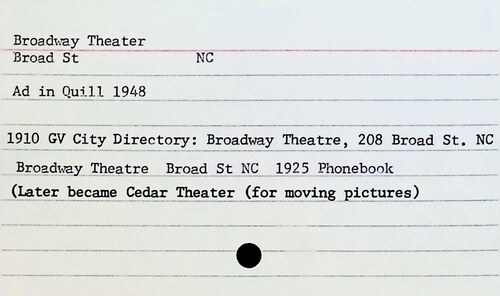 Broadway Theater
Broad St NC
Ad in Quill 1948
1910 GV City Directory: Broadway Theatre, 208 Broad St. NC
Broadway Theatre Broad St NC 1925 Phonebook
(Later became Cedar Theater (for moving pictures)